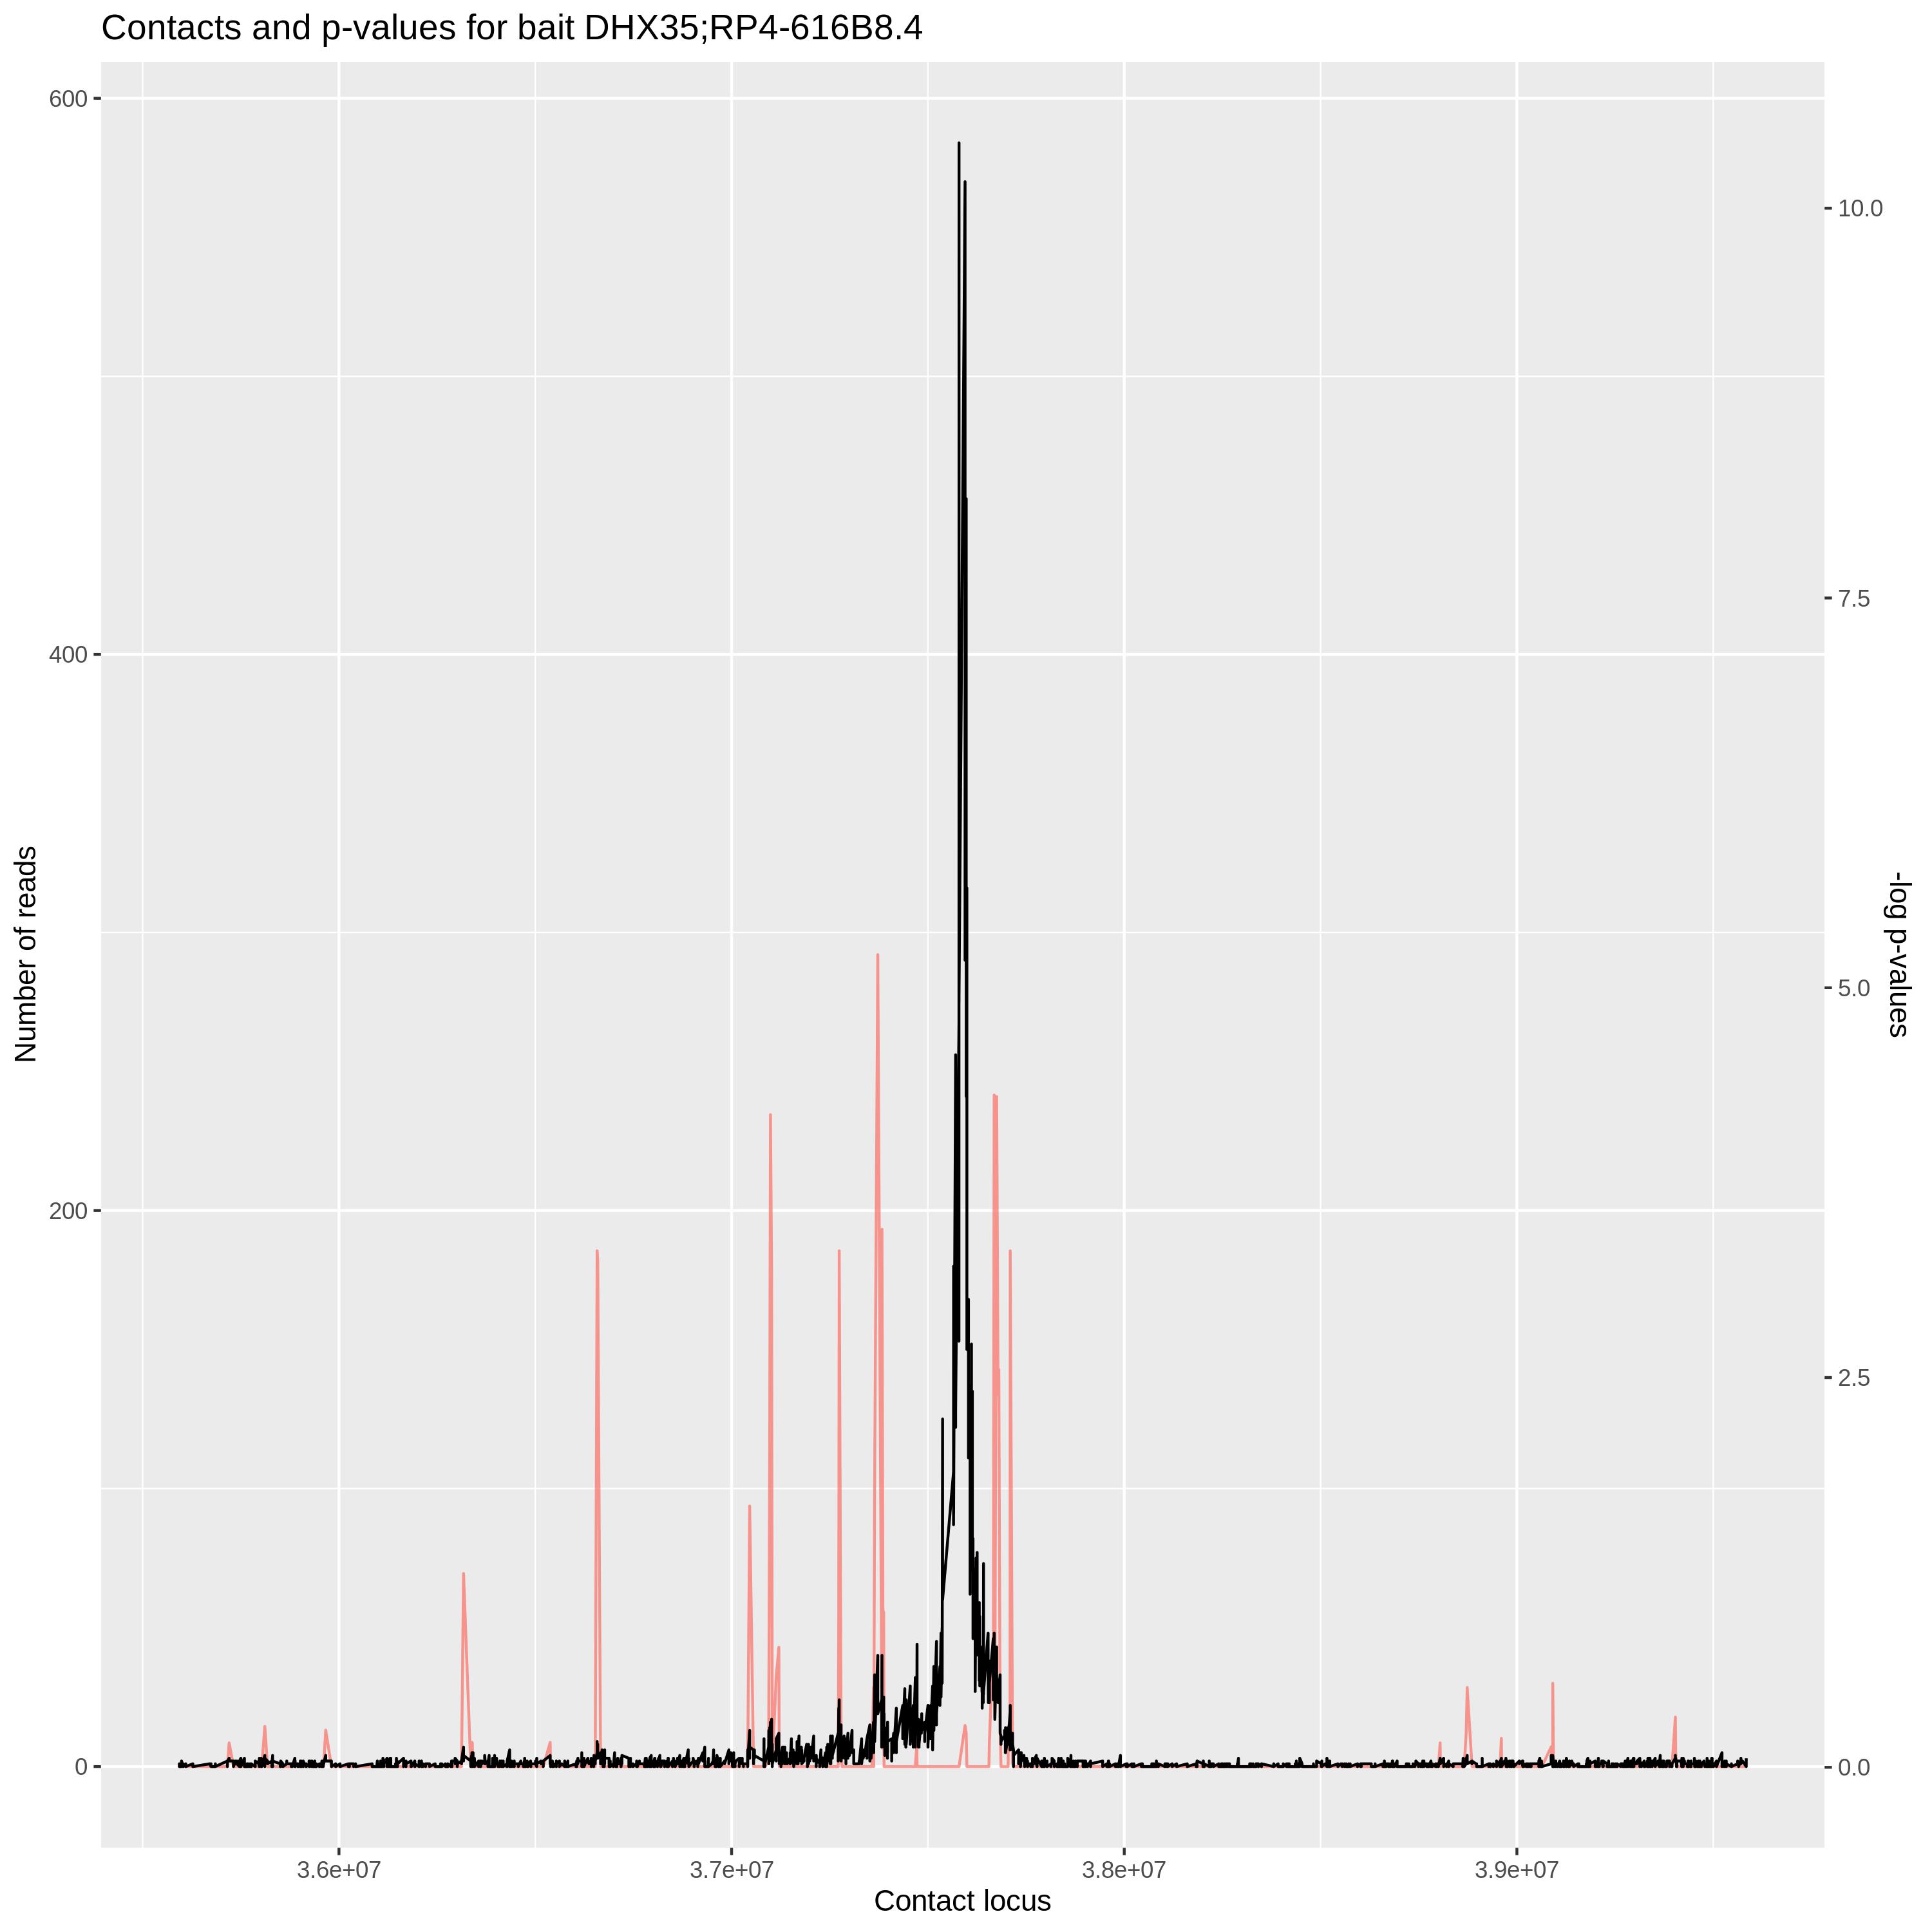 Contacts and p-values for bait DHX35;RP4-616B8.4
600
400
200
0
Number of reads
10.0
7.5
5.0
2.5
0.0
-log p-values
3.6e+07
3.7e+07
3.8e+07
3.9e+07
Contact locus